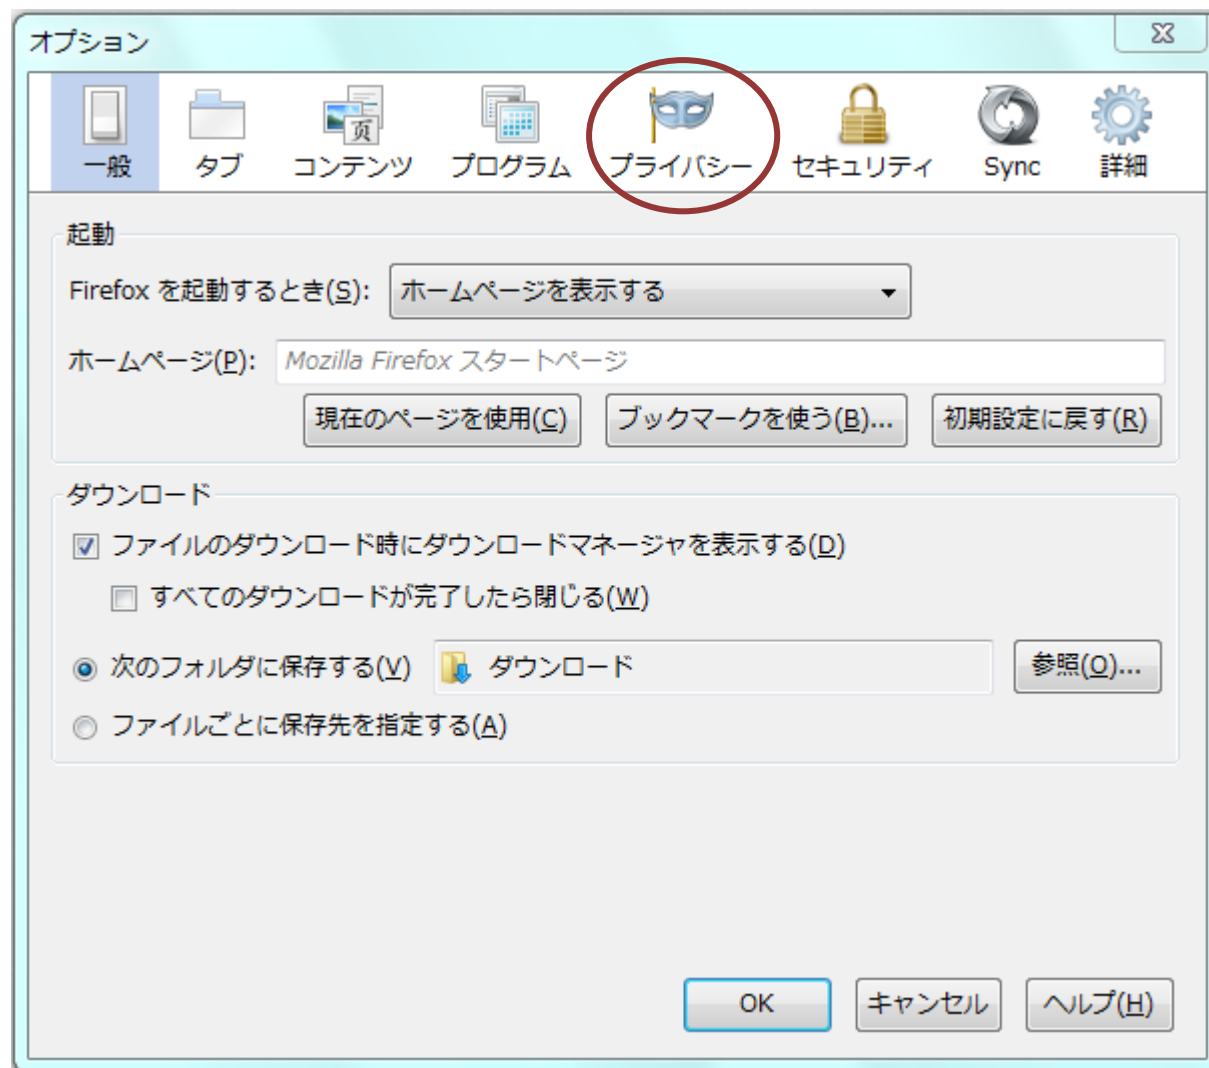 オプション
一般 タブ コンテンツ プログラム プライバシー セキュリティ Sync 詳細
页
起動
Firefox を起動するとき(S): ホームページを表示する
ホームページ(P): Mozilla Firefox スタートページ
現在のページを使用(C) ブックマークを使う(B)... 初期設定に戻す(R)
ダウンロード
ファイルのダウンロード時にダウンロードマネージャを表示する(D)
すべてのダウンロードが完了したら閉じる(W)
次のフォルダに保存する(V) ダウンロード 参照(O)...
ファイルごとに保存先を指定する(A)
OK キャンセル ヘルプ(H)